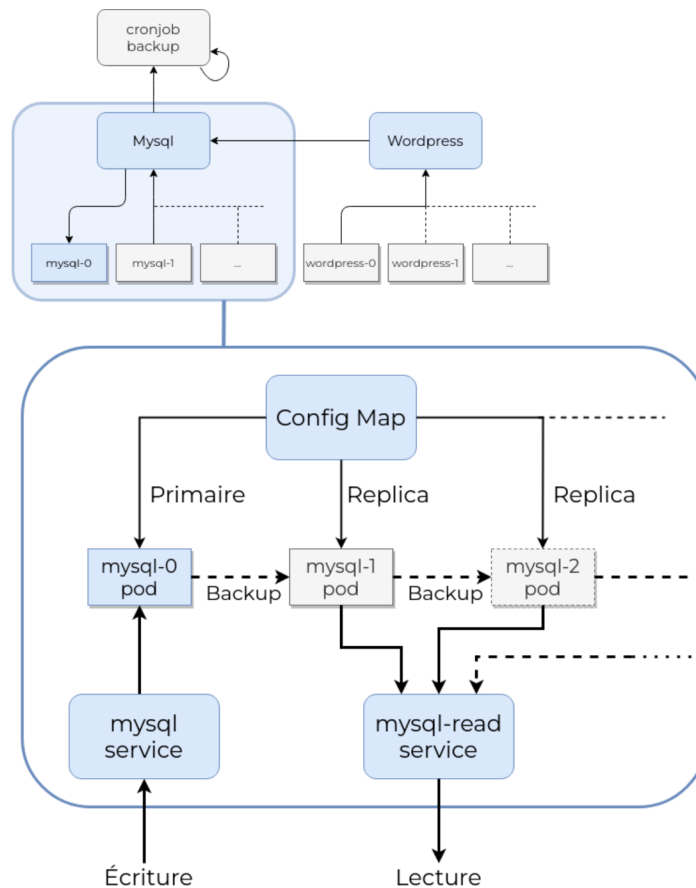 cronjob
backup
Mysql
Wordpress
mysql-0
mysql-1
...
wordpress-0
wordpress-1
...
Config Map
Primaire
Replica
Replica
mysql-0
pod
mysql-1
pod
mysql-2
pod
Backup
Backup
mysql
service
mysql-read
service
Écriture
Lecture